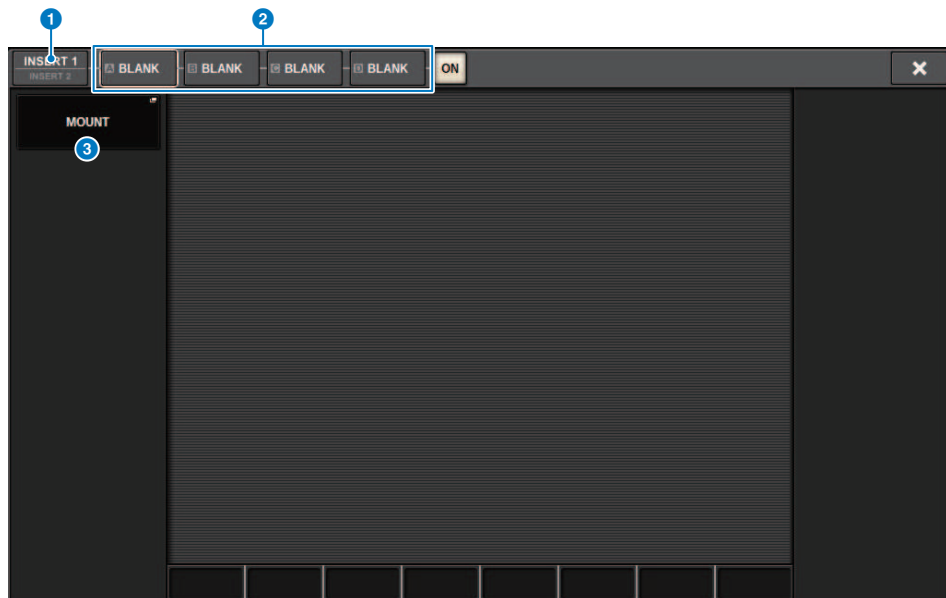 1
2
INSERT 1
INSERT 2
A BLANK
B BLANK
C BLANK
D BLANK
ON
MOUNT
3